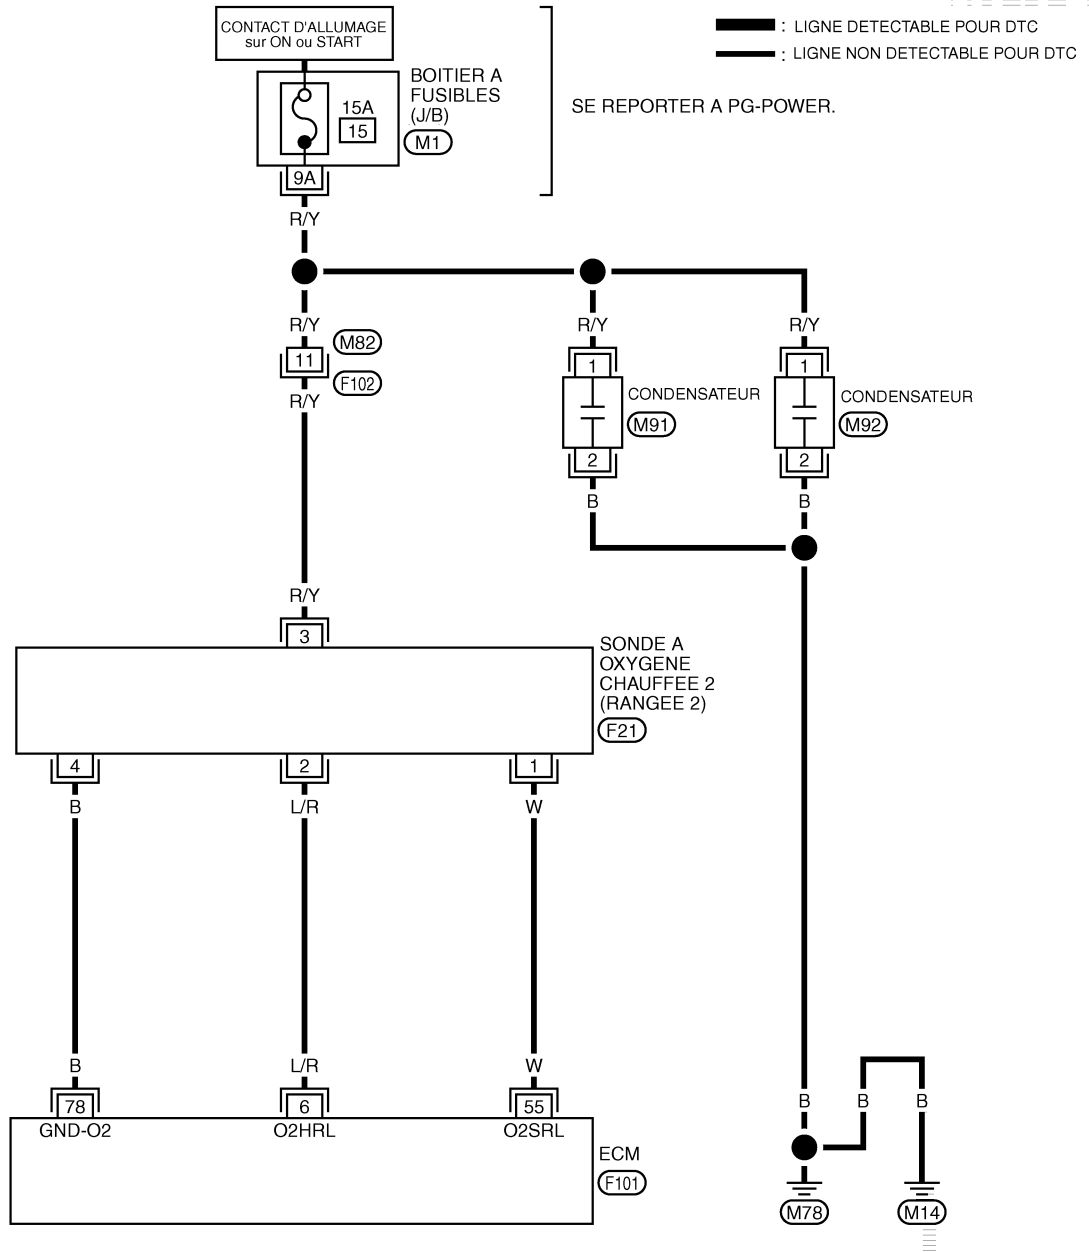 CONTACT D'ALLUMAGE
sur ON ou START
: LIGNE DETECTABLE POUR DTC
: LIGNE NON DETECTABLE POUR DTC
BOITIER A
FUSIBLES
(J/B)
M1
15A
15
SE REPORTER A PG-POWER.
9A
R/Y
R/Y
R/Y
R/Y
M82
11
F102
R/Y
1
1
CONDENSATEUR
M91
CONDENSATEUR
M92
2
2
B
B
R/Y
3
SONDE A
OXYGENE
CHAUFFEE 2
(RANGEE 2)
F21
4
2
1
B
L/R
W
B
L/R
W
78
6
55
GND-O2
O2HRL
O2SRL
ECM
F101
B
B
B
M78
M14